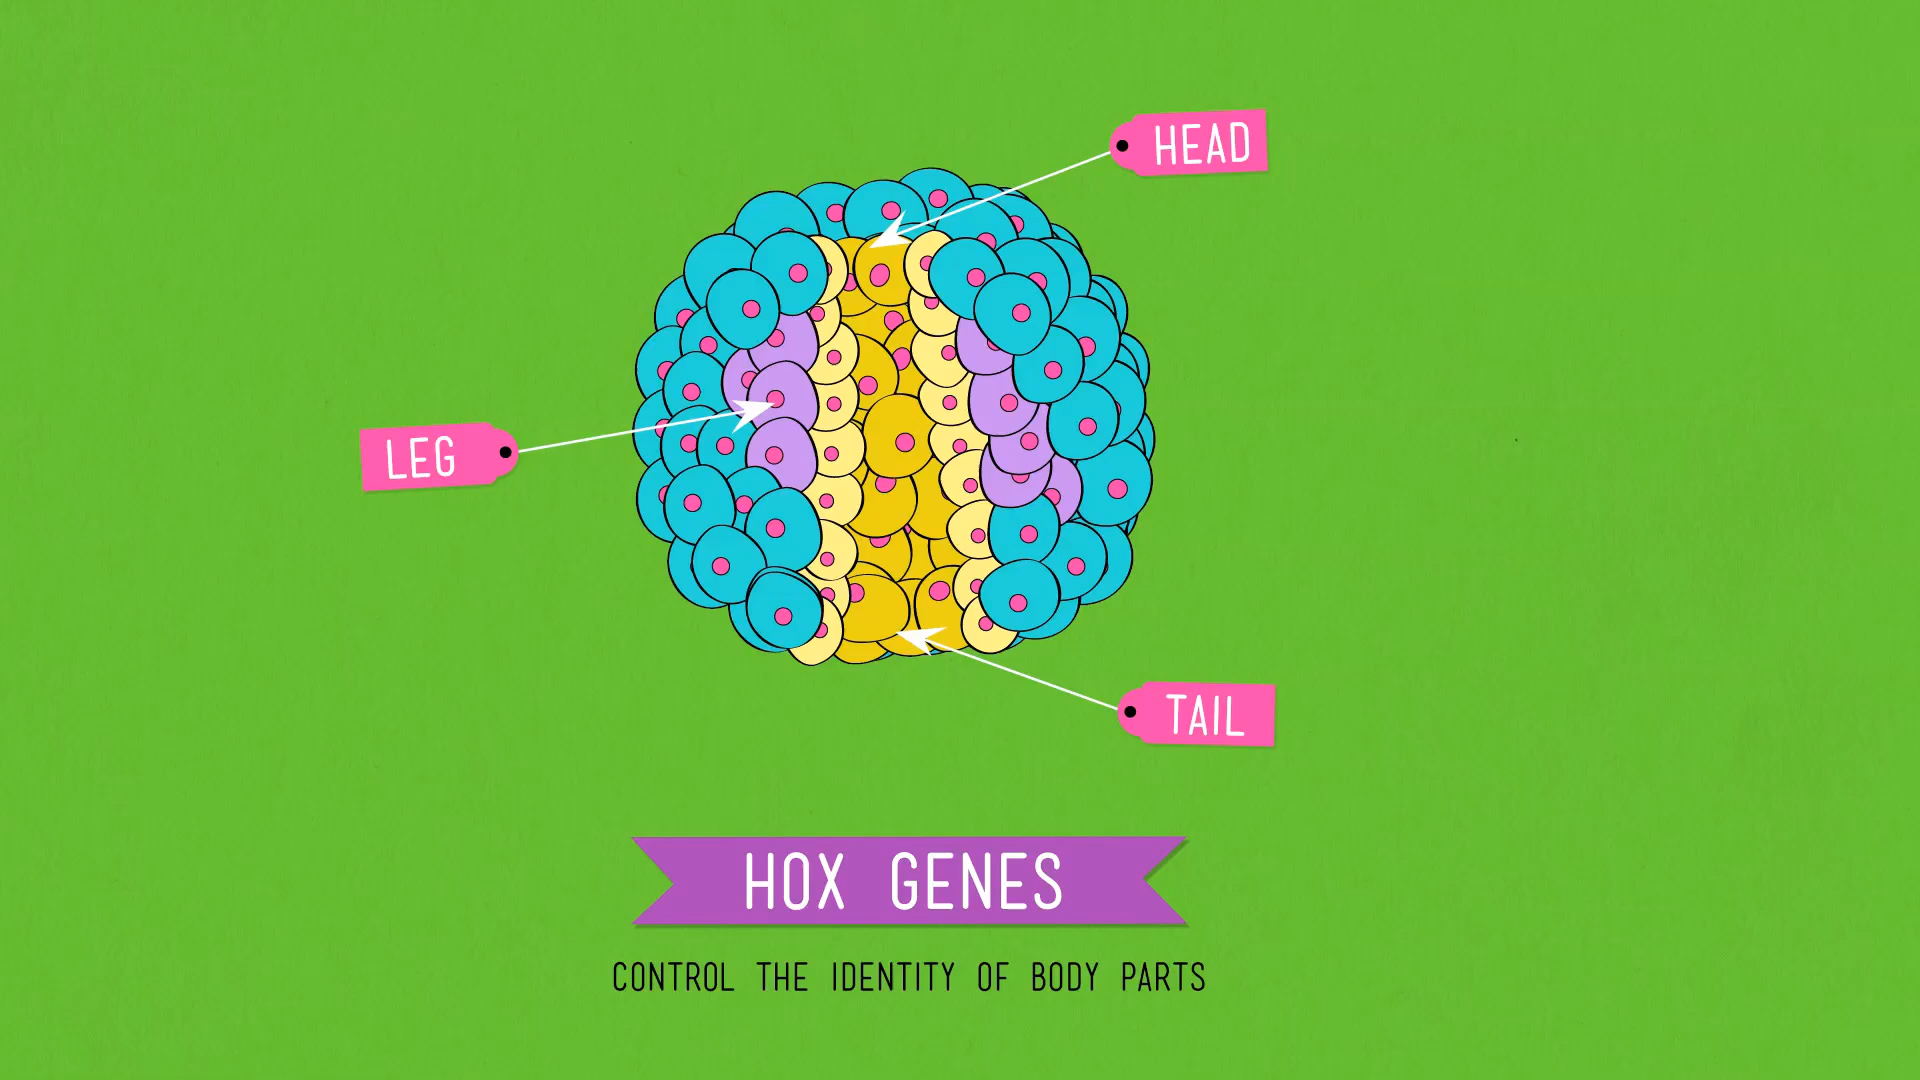 HEAD
LEG
TAIL
HOX GENES
CONTROL THE IDENTITY OF BODY PARTS